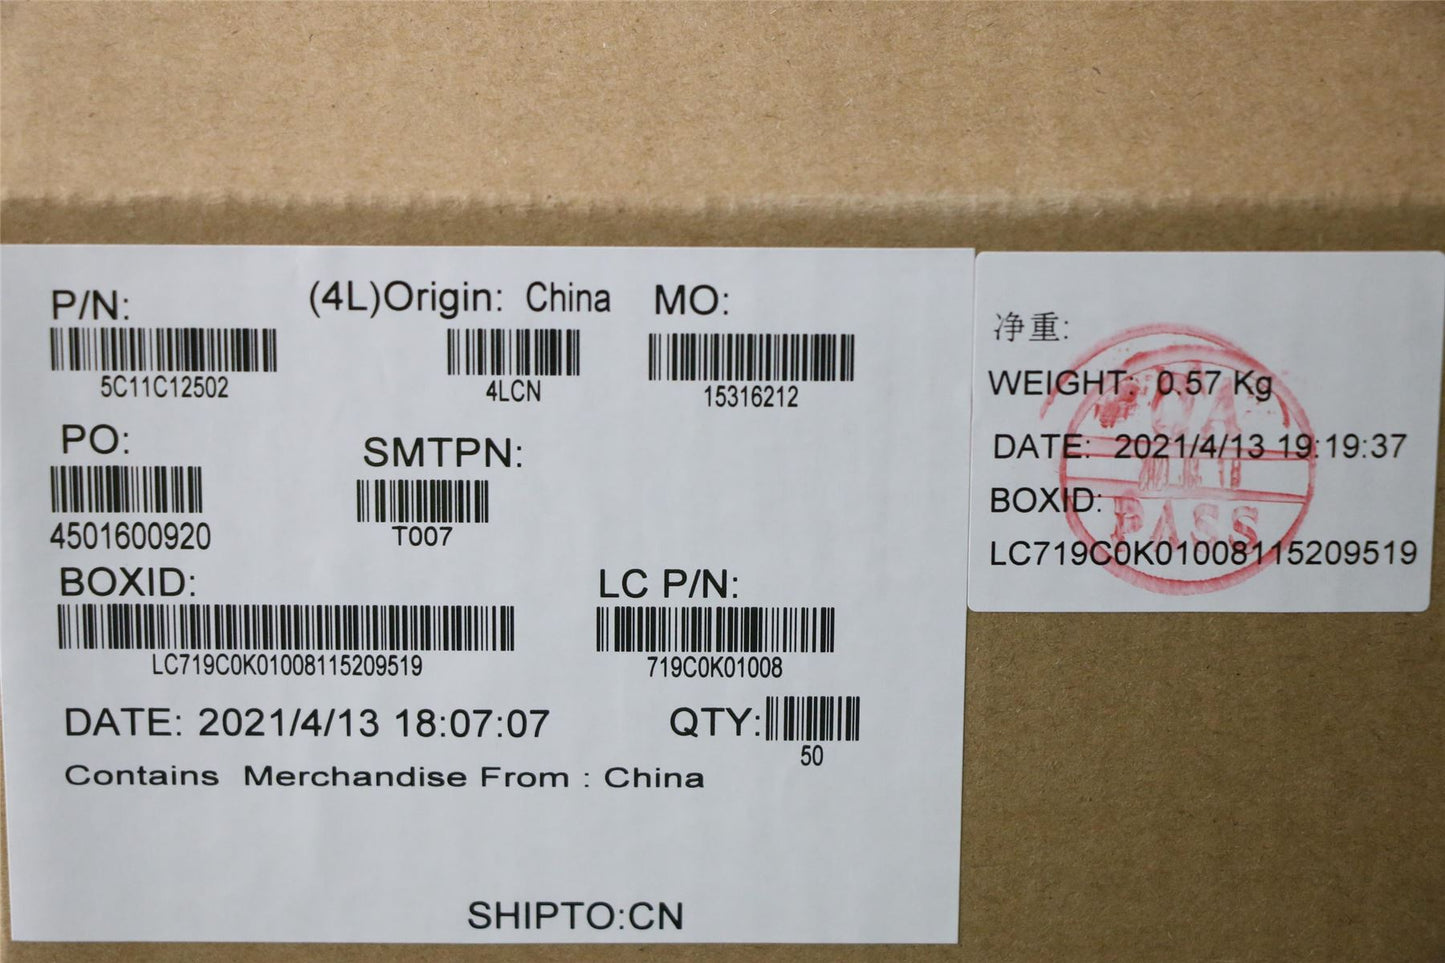 P/N:
5C11C12502
(4L)Origin: China
4LCN
MO:
15316212
PO:
4501600920
SMTPN:
T007
BOXID:
LC719C0K01008115209519
LC P/N:
719C0K01008
DATE: 2021/4/13 18:07:07
QTY:
50
Contains Merchandise From : China
SHIPTO:CN
净重:
WEIGHT: 0.57 Kg
DATE: 2021/4/13 19:19:37
BOXID:
LC719C0K01008115209519
QA
PASS